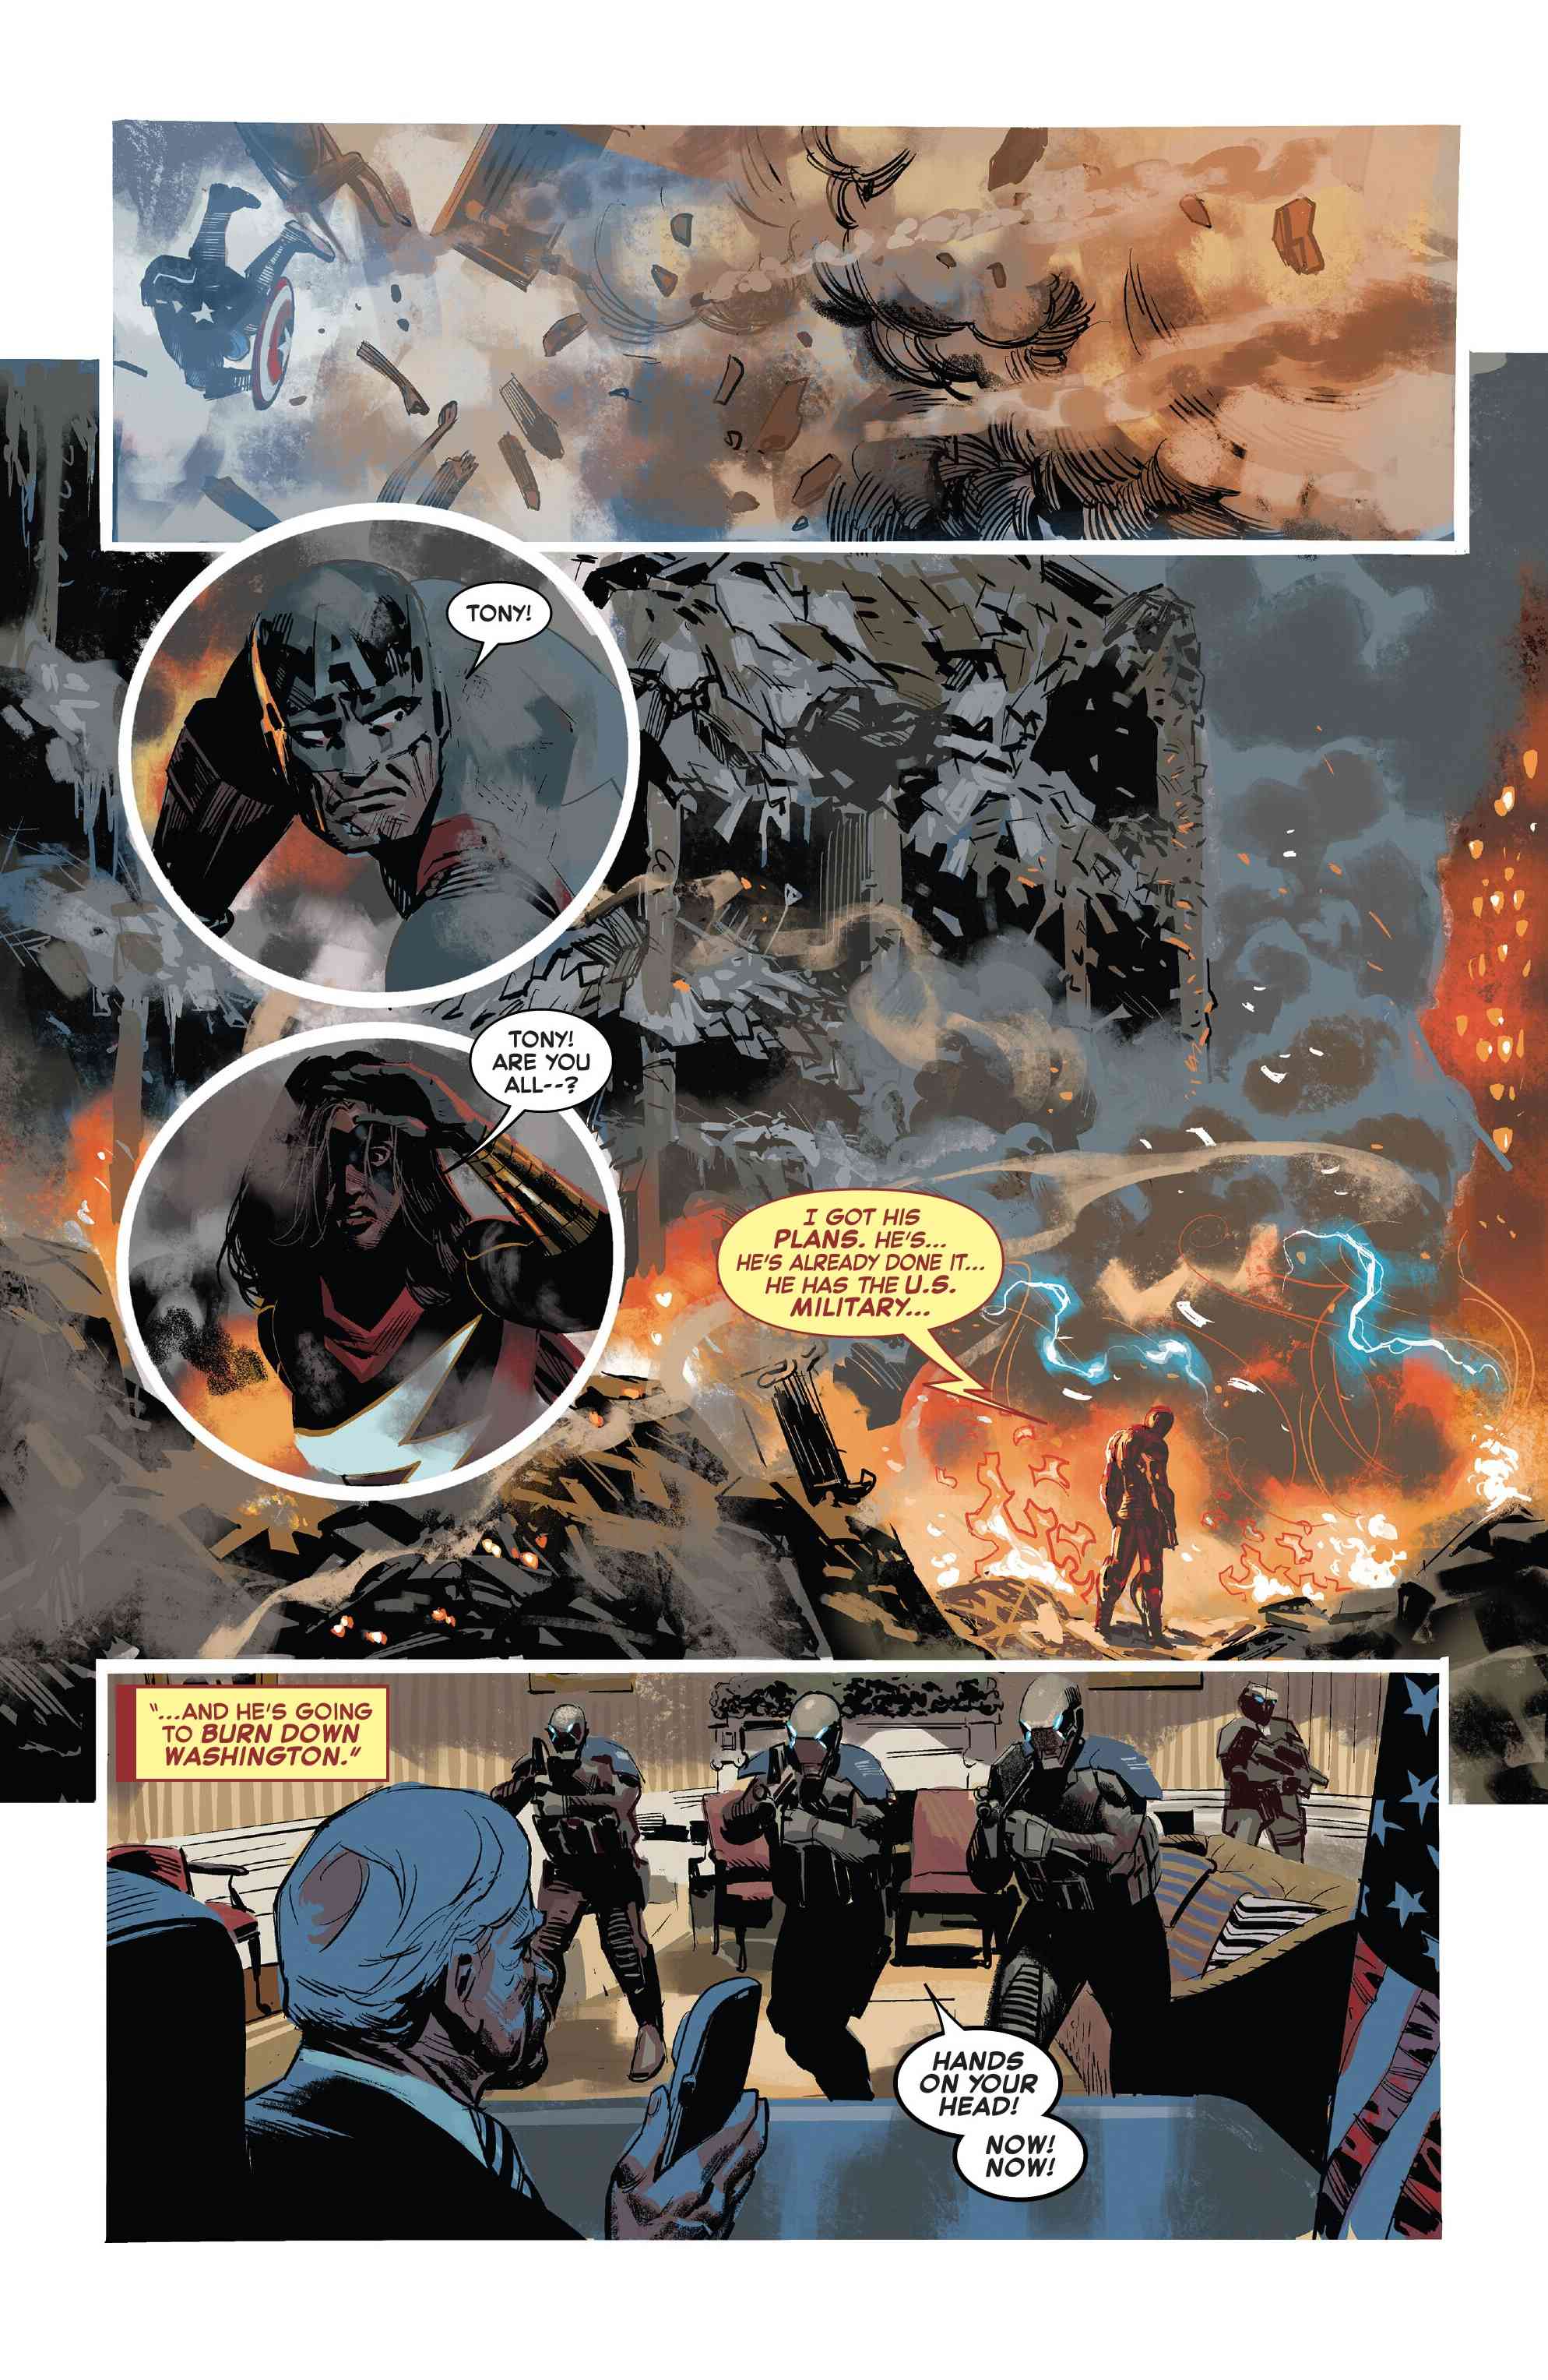 TONY!
TONY!
ARE YOU
ALL--?
I GOT HIS
PLANS. HE'S...
HE'S ALREADY DONE IT...
HE HAS THE U.S.
MILITARY...
"...AND HE'S GOING
TO BURN DOWN
WASHINGTON."
HANDS
ON YOUR
HEAD!
NOW!
NOW!